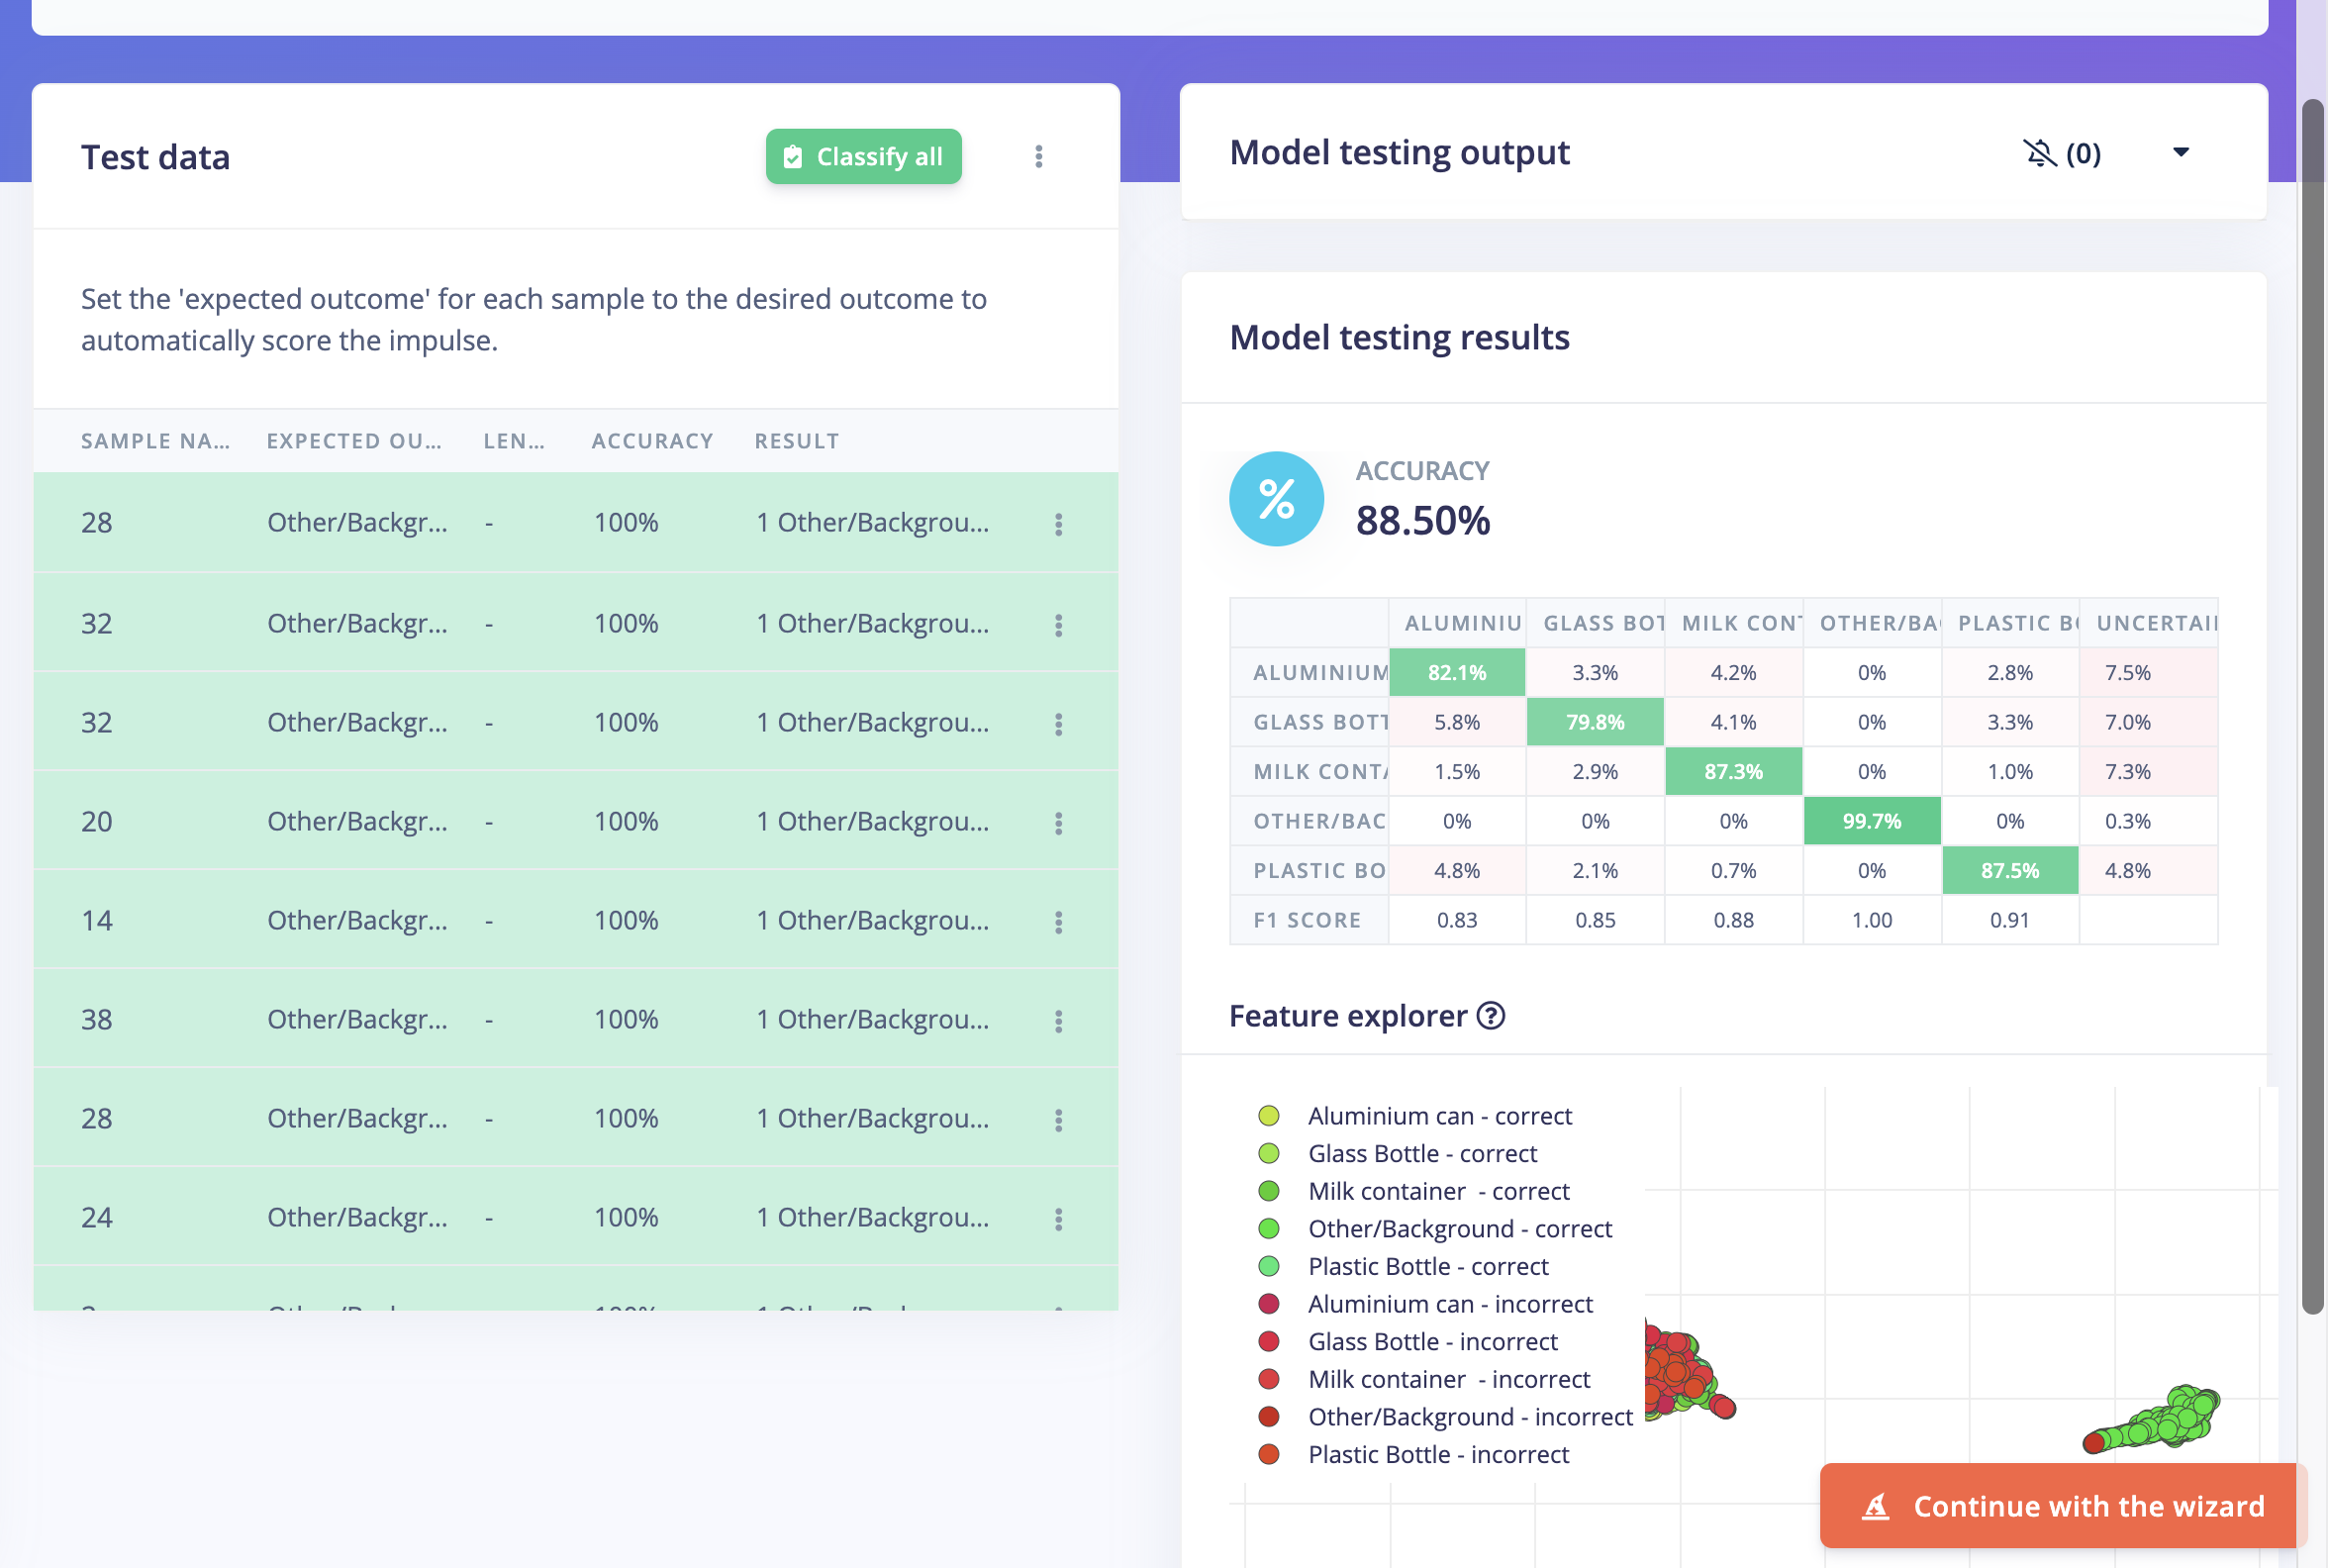 Test data
Classify all
Set the 'expected outcome' for each sample to the desired outcome to
automatically score the impulse.
SAMPLE NA... EXPECTED OU... LEN... ACCURACY RESULT
28 Other/Backgr... - 100% 1 Other/Backgrou...
32 Other/Backgr... - 100% 1 Other/Backgrou...
32 Other/Backgr... - 100% 1 Other/Backgrou...
20 Other/Backgr... - 100% 1 Other/Backgrou...
14 Other/Backgr... - 100% 1 Other/Backgrou...
38 Other/Backgr... - 100% 1 Other/Backgrou...
28 Other/Backgr... - 100% 1 Other/Backgrou...
24 Other/Backgr... - 100% 1 Other/Backgrou...
Model testing output
(0)
Model testing results
%
ACCURACY
88.50%
ALUMINIU GLASS BOT MILK CONT OTHER/BA PLASTIC B UNCERTAI
ALUMINIUM 82.1% 3.3% 4.2% 0% 2.8% 7.5%
GLASS BOTT 5.8% 79.8% 4.1% 0% 3.3% 7.0%
MILK CONTA 1.5% 2.9% 87.3% 0% 1.0% 7.3%
OTHER/BAC 0% 0% 0% 99.7% 0% 0.3%
PLASTIC BO 4.8% 2.1% 0.7% 0% 87.5% 4.8%
F1 SCORE 0.83 0.85 0.88 1.00 0.91
Feature explorer ?
Aluminium can - correct
Glass Bottle - correct
Milk container - correct
Other/Background - correct
Plastic Bottle - correct
Aluminium can - incorrect
Glass Bottle - incorrect
Milk container - incorrect
Other/Background - incorrect
Plastic Bottle - incorrect
Continue with the wizard